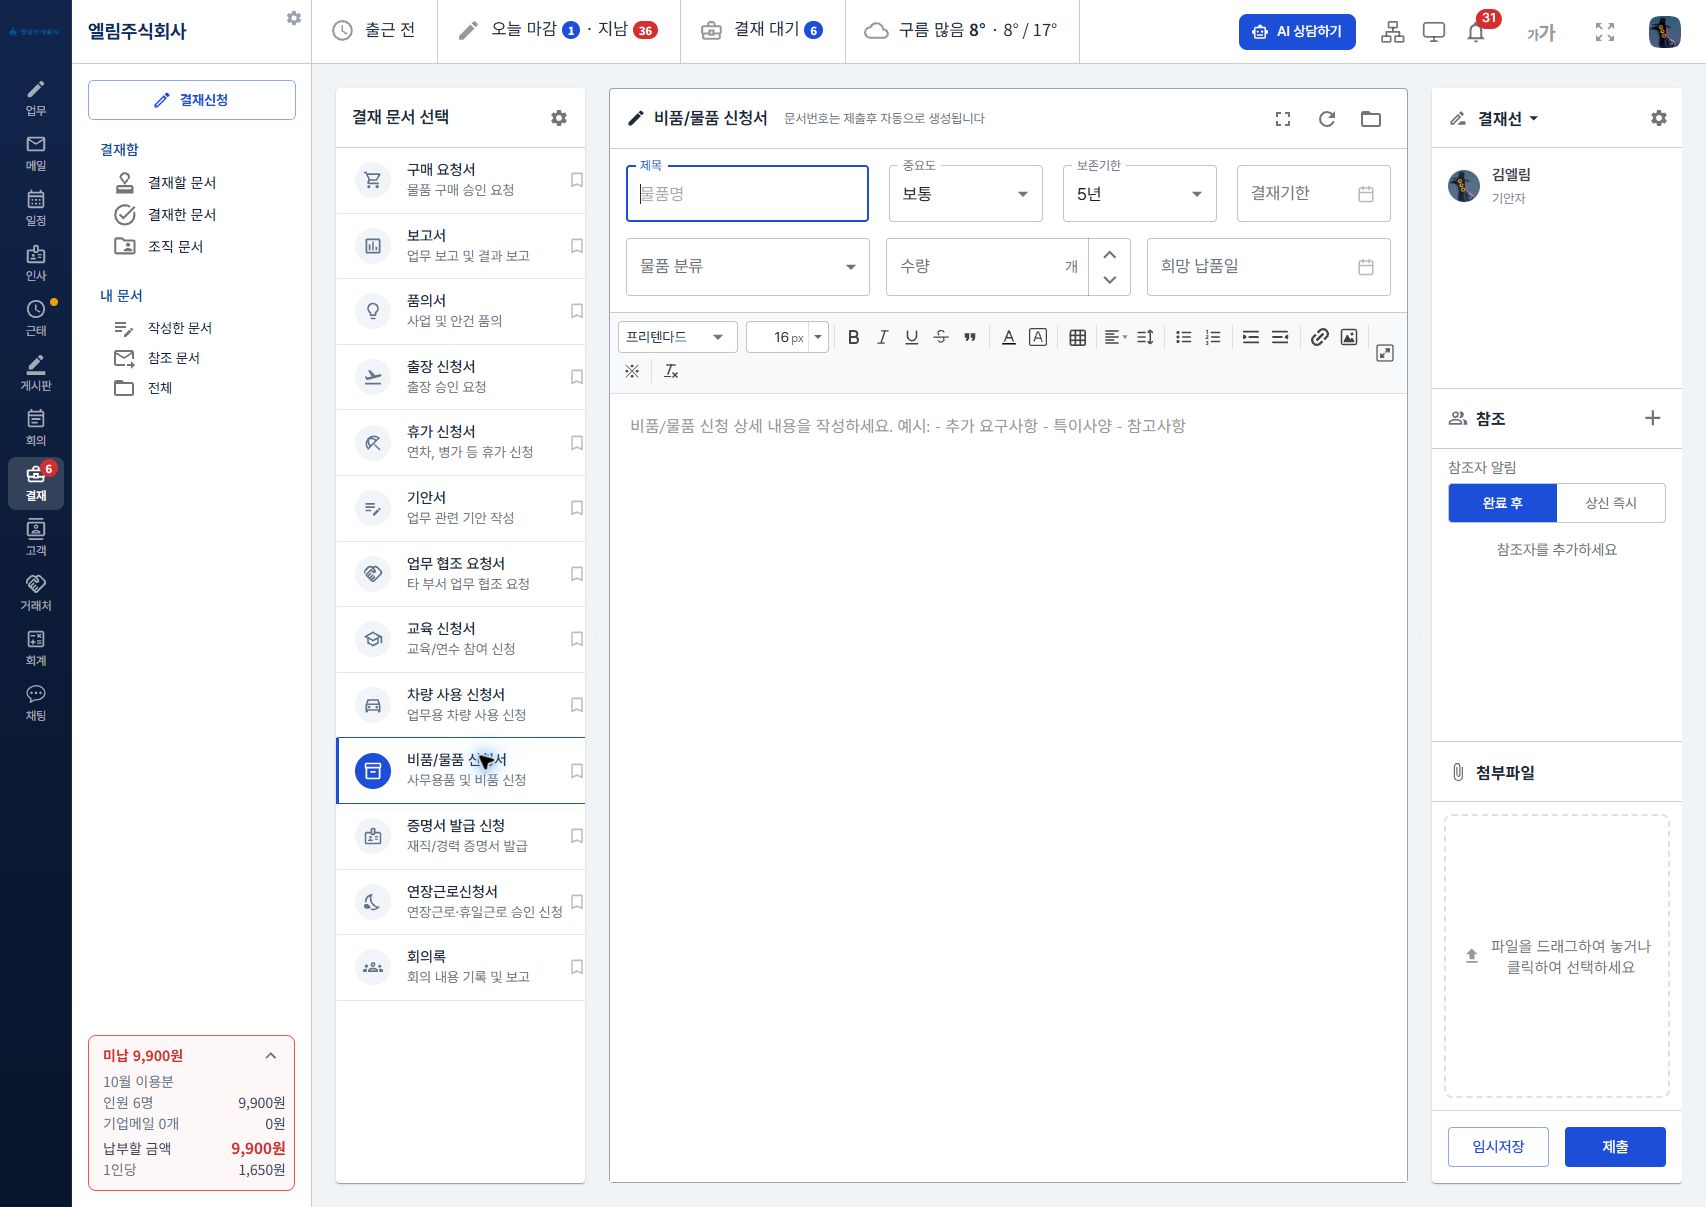 엘림주식회사
업무
메일
일정
인사
근태
게시판
회의
6
결재
고객
거래처
회계
채팅
엘림주식회사
출근 전
오늘 마감 1 · 지남 36
결재 대기 6
구름 많음 8° · 8° / 17°
AI 상담하기
31
가가
결재신청
결재함
결재할 문서
결재한 문서
조직 문서
내 문서
작성한 문서
참조 문서
전체
미납 9,900원
10월 이용분
인원 6명 9,900원
기업메일 0개 0원
납부할 금액 9,900원
1인당 1,650원
결재 문서 선택
구매 요청서
물품 구매 승인 요청
보고서
업무 보고 및 결과 보고
품의서
사업 및 안건 품의
출장 신청서
출장 승인 요청
휴가 신청서
연차, 병가 등 휴가 신청
기안서
업무 관련 기안 작성
업무 협조 요청서
타 부서 업무 협조 요청
교육 신청서
교육/연수 참여 신청
차량 사용 신청서
업무용 차량 사용 신청
비품/물품 신청서
사무용품 및 비품 신청
증명서 발급 신청
재직/경력 증명서 발급
연장근로신청서
연장근로·휴일근로 승인 신청
회의록
회의 내용 기록 및 보고
비품/물품 신청서 문서번호는 제출후 자동으로 생성됩니다
제목
물품명
중요도
보통
보존기한
5년
결재기한
물품 분류
수량 개
희망 납품일
프리텐다드 16 px
비품/물품 신청 상세 내용을 작성하세요. 예시: - 추가 요구사항 - 특이사양 - 참고사항
결재선
김엘림
기안자
참조
참조자 알림
완료 후 상신 즉시
참조자를 추가하세요
첨부파일
파일을 드래그하여 놓거나
클릭하여 선택하세요
임시저장 제출